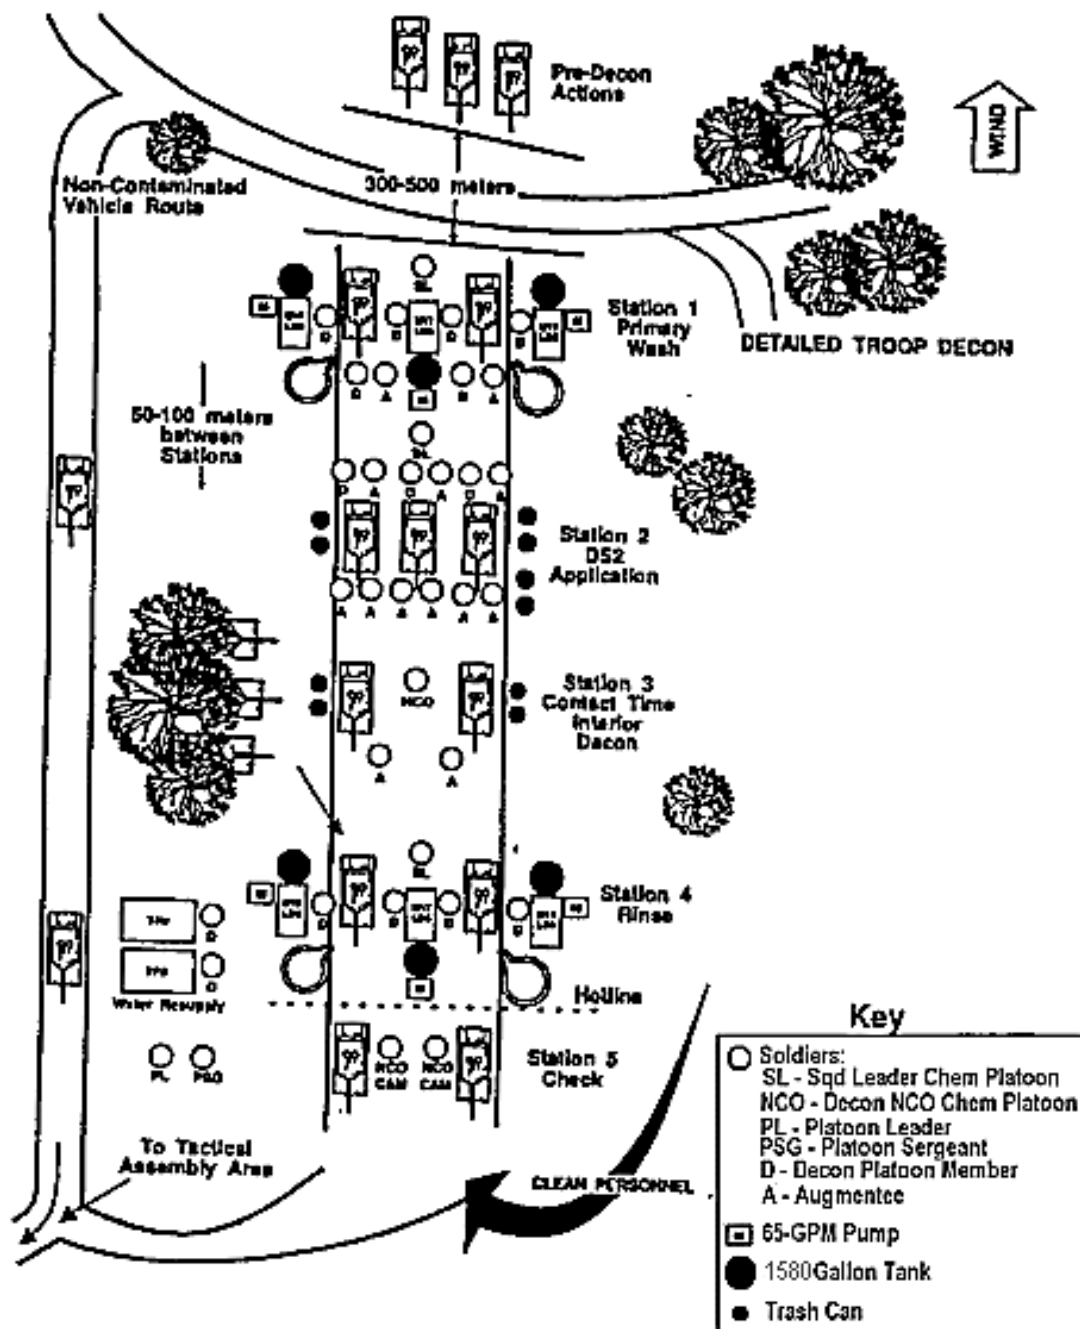 Pre-Decon
Actions
WIND
Non-Contaminated
Vehicle Route
300-500 meters
SL
Station 1
Primary
Wash
D
D
D
D
DETAILED TROOP DECON
D
A
D
A
50-100 meters
between
Stations
SL
D
A
D
A
D
A
Station 2
DS2
Application
A
A
A
A
A
A
Station 3
Contact Time
Interior
Decon
NCO
A
A
SL
Station 4
Rinse
D
D
D
D
D
D
Water Resupply
Hotline
PL
PSG
NCO
CAM
NCO
CAM
Station 5
Check
To Tactical
Assembly Area
CLEAN PERSONNEL
Key
Soldiers:
SL - Sqd Leader Chem Platoon
NCO - Decon NCO Chem Platoon
PL - Platoon Leader
PSG - Platoon Sergeant
D - Decon Platoon Member
A - Augmentee
65-GPM Pump
1580Gallon Tank
Trash Can